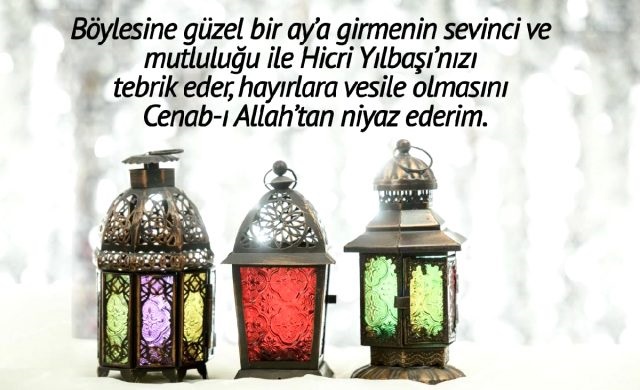 Böylesine güzel bir ay’a girmenin sevinci ve
mutluluğu ile Hicri Yılbaşı’nızı
tebrik eder, hayırlara vesile olmasını
Cenab-ı Allah’tan niyaz ederim.